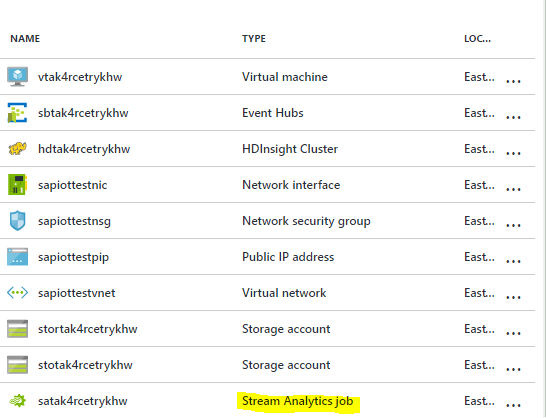 NAME TYPE LOC...
vtak4rcetrykhw Virtual machine East... ...
sbtak4rcetrykhw Event Hubs East... ...
hdtak4rcetrykhw HDInsight Cluster East... ...
sapiottestnic Network interface East... ...
sapiottestnsg Network security group East... ...
sapiottestpip Public IP address East... ...
sapiottestvnet Virtual network East... ...
stortak4rcetrykhw Storage account East... ...
stotak4rcetrykhw Storage account East... ...
satak4rcetrykhw Stream Analytics job East... ...